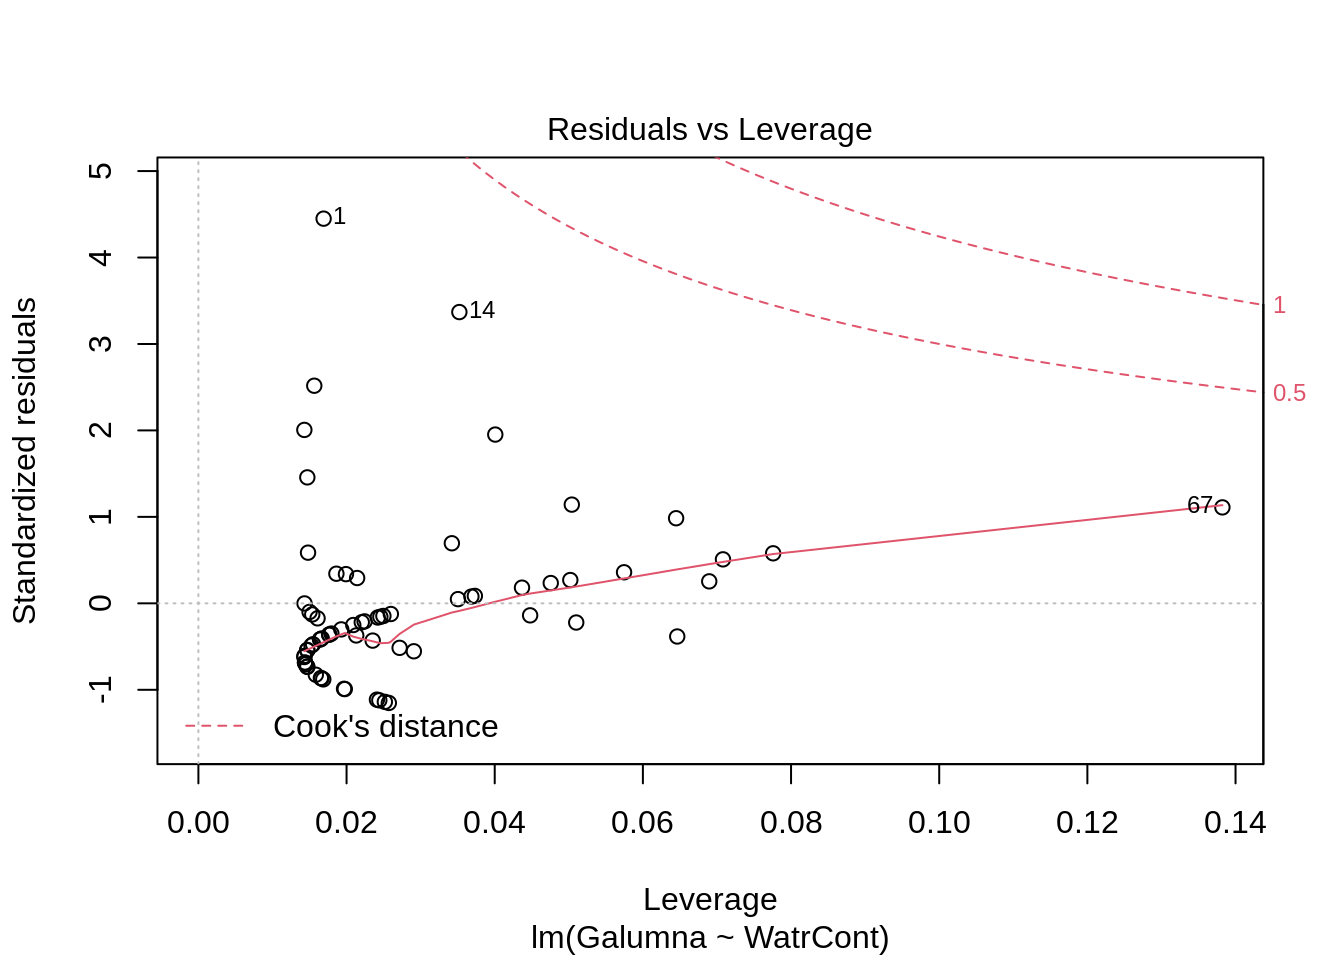 Residuals vs Leverage
Standardized residuals
5
4
3
2
1
0
-1
1
14
67
1
0.5
Cook's distance
0.00 0.02 0.04 0.06 0.08 0.10 0.12 0.14
Leverage
lm(Galumna ~ WatrCont)